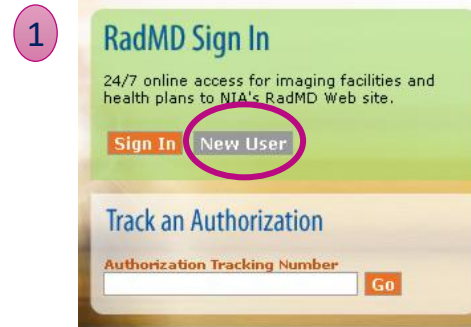 1
RadMD Sign In
24/7 online access for imaging facilities and
health plans to NIA's RadMD Web site.
Sign In New User
Track an Authorization
Authorization Tracking Number
Go